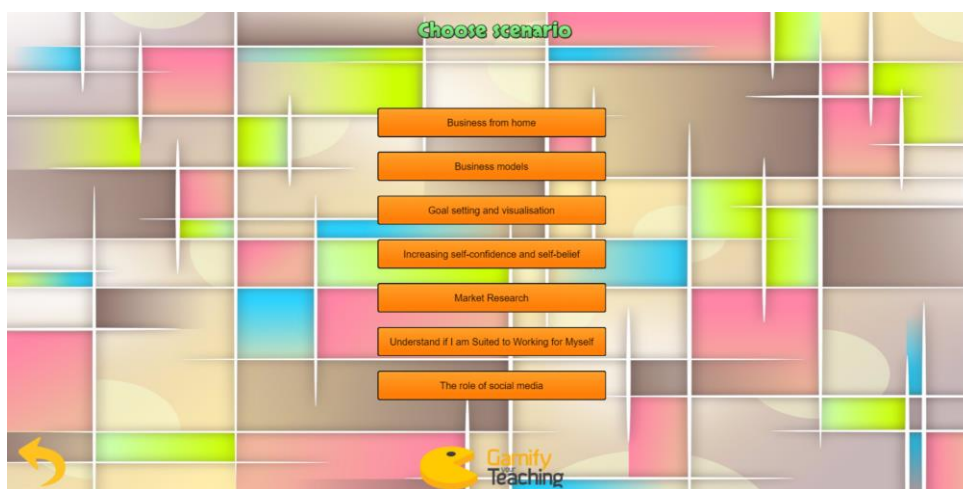 Choose scenario
Business from home
Business models
Goal setting and visualisation
Increasing self-confidence and self-belief
Market Research
Understand if I am Suited to Working for Myself
The role of social media
Gamify
your
Teaching